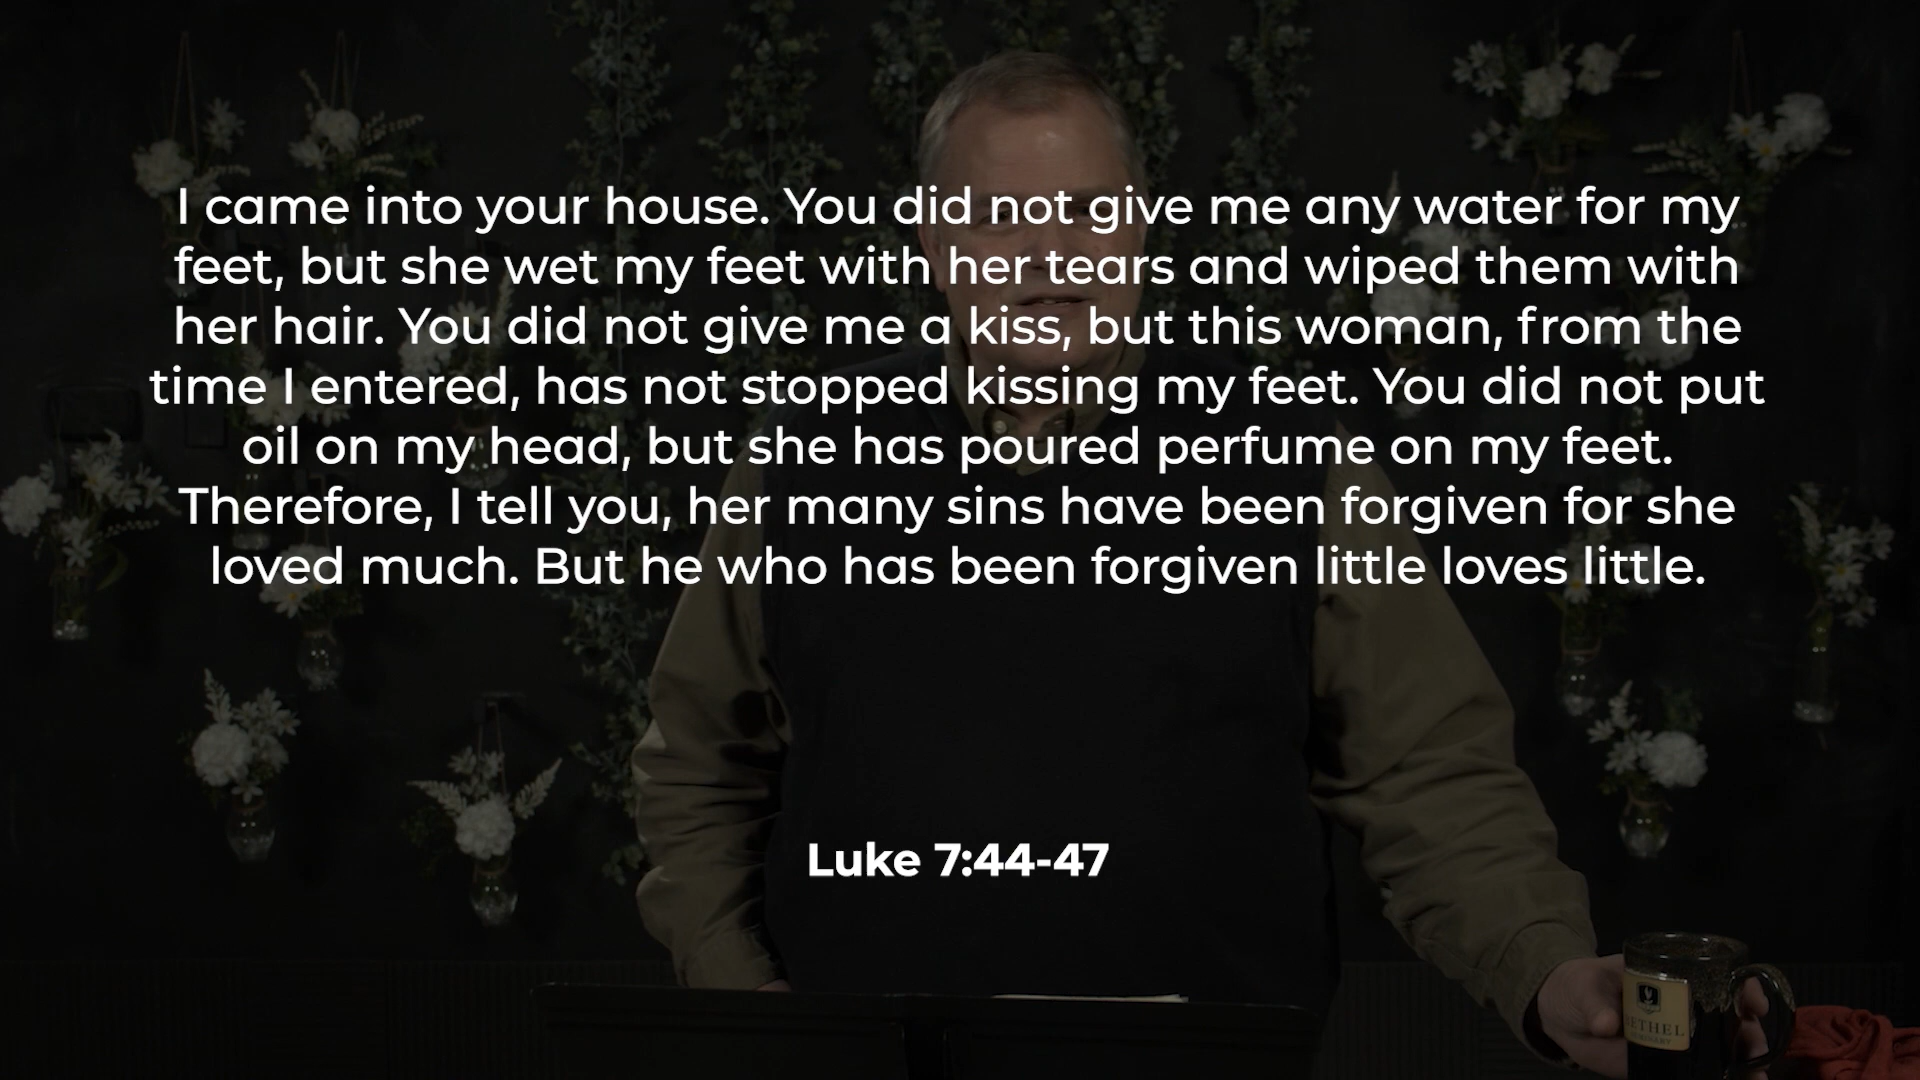 I came into your house. You did not give me any water for my
feet, but she wet my feet with her tears and wiped them with
her hair. You did not give me a kiss, but this woman, from the
time I entered, has not stopped kissing my feet. You did not put
oil on my head, but she has poured perfume on my feet.
Therefore, I tell you, her many sins have been forgiven for she
loved much. But he who has been forgiven little loves little.
Luke 7:44-47
ETHEL